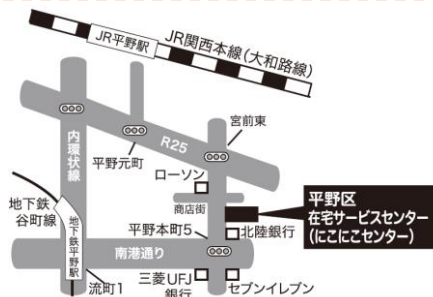 JR平野駅
JR関西本線(大和路線)
宮前東
内環状線
R25
平野元町
ローソン
商店街
平野区
在宅サービスセンター
(にこにこセンター)
地下鉄
谷町線
地下鉄平野駅
平野本町5
北陸銀行
南港通り
流町1
三菱UFJ
銀行
セブンイレブン